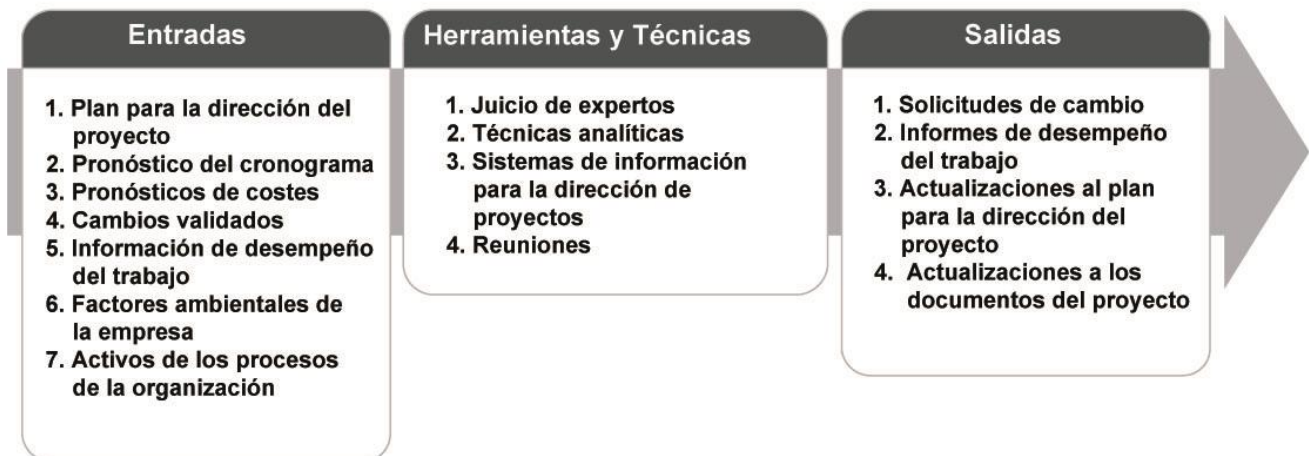 Entradas
1. Plan para la dirección del
proyecto
2. Pronóstico del cronograma
3. Pronósticos de costes
4. Cambios validados
5. Información de desempeño
del trabajo
6. Factores ambientales de
la empresa
7. Activos de los procesos
de la organización
Herramientas y Técnicas
1. Juicio de expertos
2. Técnicas analíticas
3. Sistemas de información
para la dirección de
proyectos
4. Reuniones
Salidas
1. Solicitudes de cambio
2. Informes de desempeño
del trabajo
3. Actualizaciones al plan
para la dirección del
proyecto
4. Actualizaciones a los
documentos del proyecto